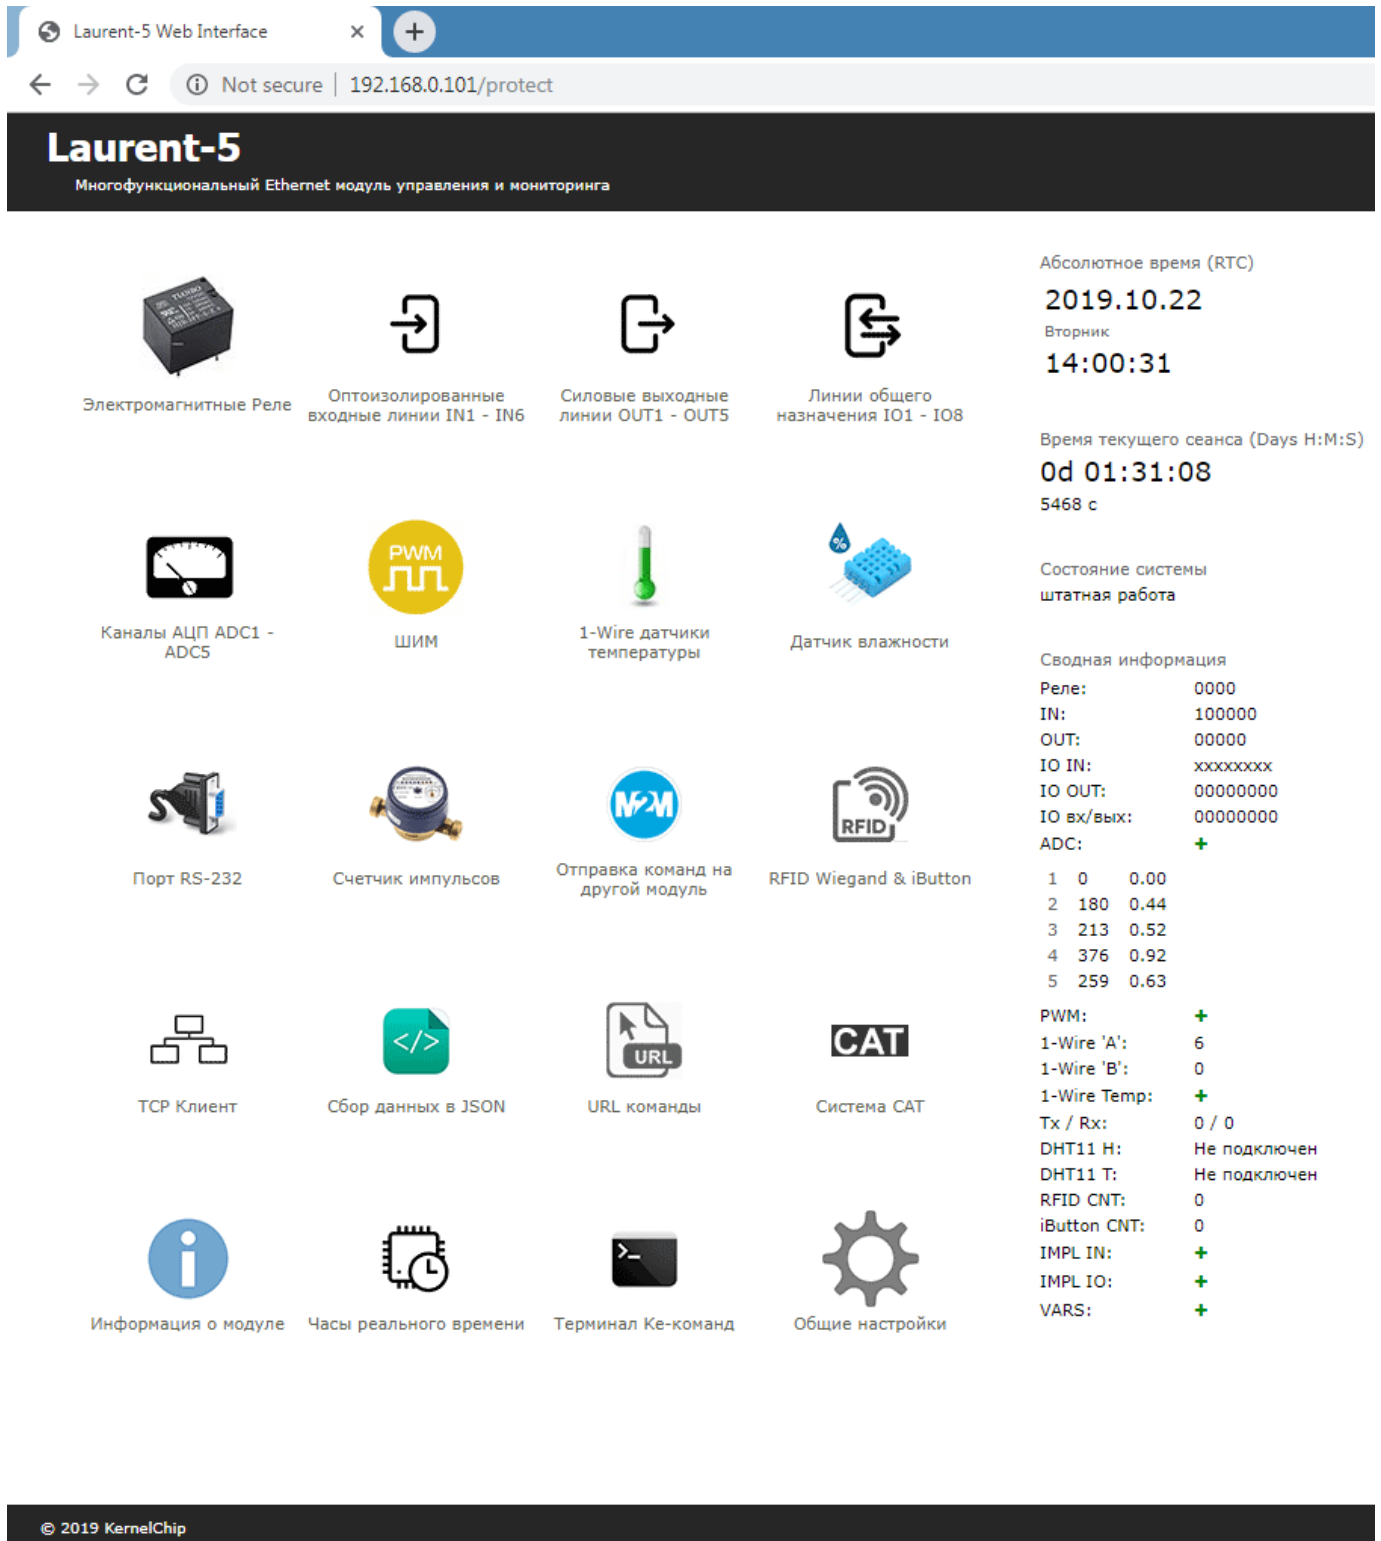 Laurent-5 Web Interface
Not secure | 192.168.0.101/protect
Laurent-5
Многофункциональный Ethernet модуль управления и мониторинга
Электромагнитные Реле
Оптоизолированные
входные линии IN1 - IN6
Силовые выходные
линии OUT1 - OUT5
Линии общего
назначения IO1 - IO8
PWM
%
Каналы АЦП ADC1 -
ADC5
ШИМ
1-Wire датчики
температуры
Датчик влажности
M2M
RFID
Порт RS-232
Счетчик импульсов
Отправка команд на
другой модуль
RFID Wiegand & iButton
</>
URL
CAT
TCP Клиент
Сбор данных в JSON
URL команды
Система CAT
Информация о модуле
Часы реального времени
Терминал Ке-команд
Общие настройки
Абсолютное время (RTC)
2019.10.22
Вторник
14:00:31
Время текущего сеанса (Days H:M:S)
0d 01:31:08
5468 с
Состояние системы
штатная работа
Сводная информация
Реле: 0000
IN: 100000
OUT: 00000
IO IN: xxxxxxxx
IO OUT: 00000000
IO вх/вых: 00000000
ADC: +
1 0 0.00
2 180 0.44
3 213 0.52
4 376 0.92
5 259 0.63
PWM: +
1-Wire 'A': 6
1-Wire 'B': 0
1-Wire Temp: +
Tx / Rx: 0 / 0
DHT11 H: Не подключен
DHT11 T: Не подключен
RFID CNT: 0
iButton CNT: 0
IMPL IN: +
IMPL IO: +
VARS: +
© 2019 KernelChip